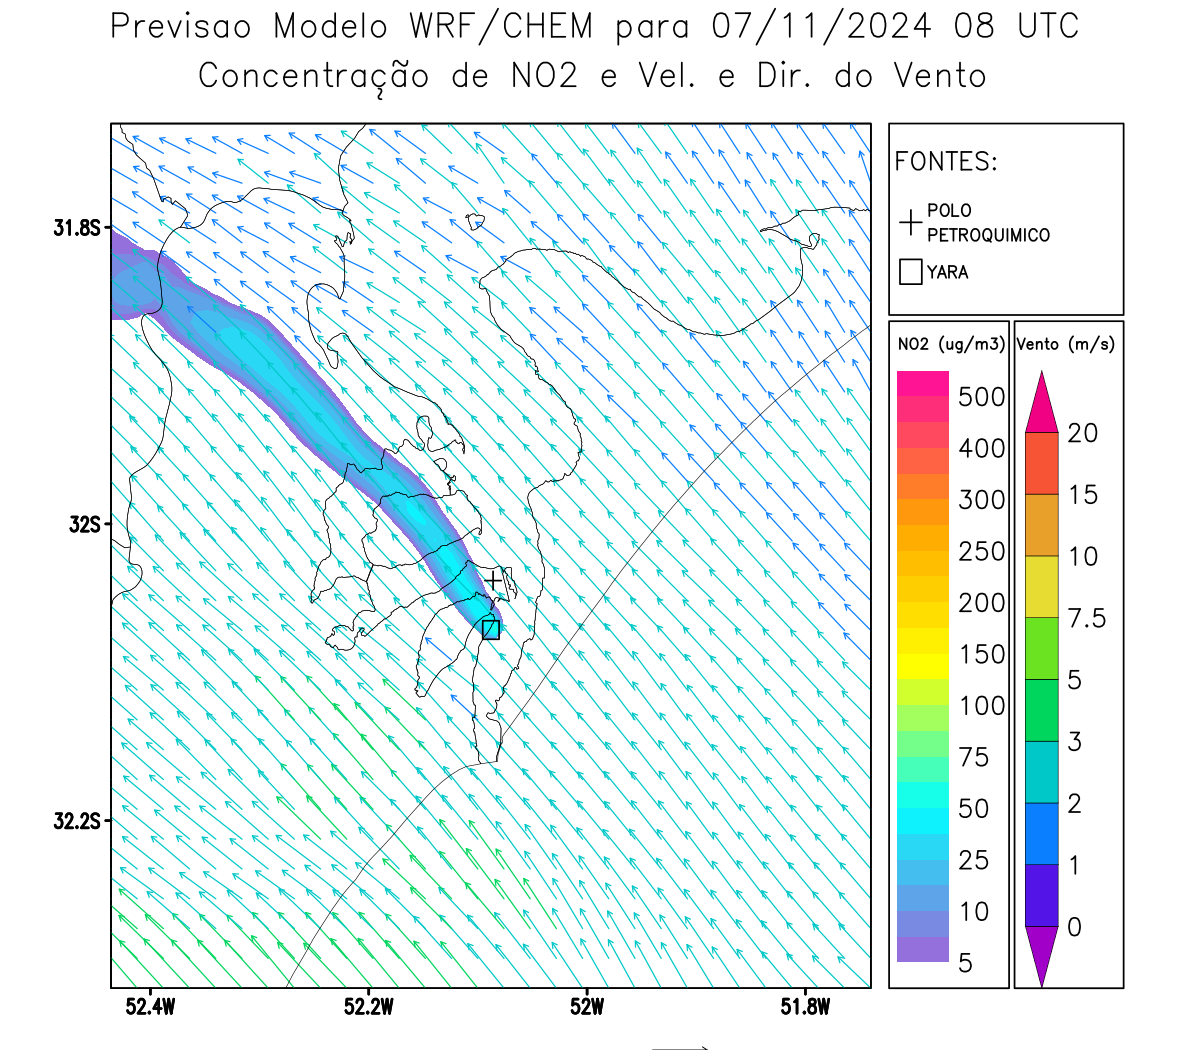 Previsao Modelo WRF/CHEM para 07/11/2024 08 UTC
Concentração de NO2 e Vel. e Dir. do Vento
FONTES:
POLO
PETROQUIMICO
YARA
NO2 (ug/m3)
500
400
300
250
200
150
100
75
50
25
10
5
Vento (m/s)
20
15
10
7.5
5
3
2
1
0
31.8S
32S
32.2S
52.4W
52.2W
52W
51.8W